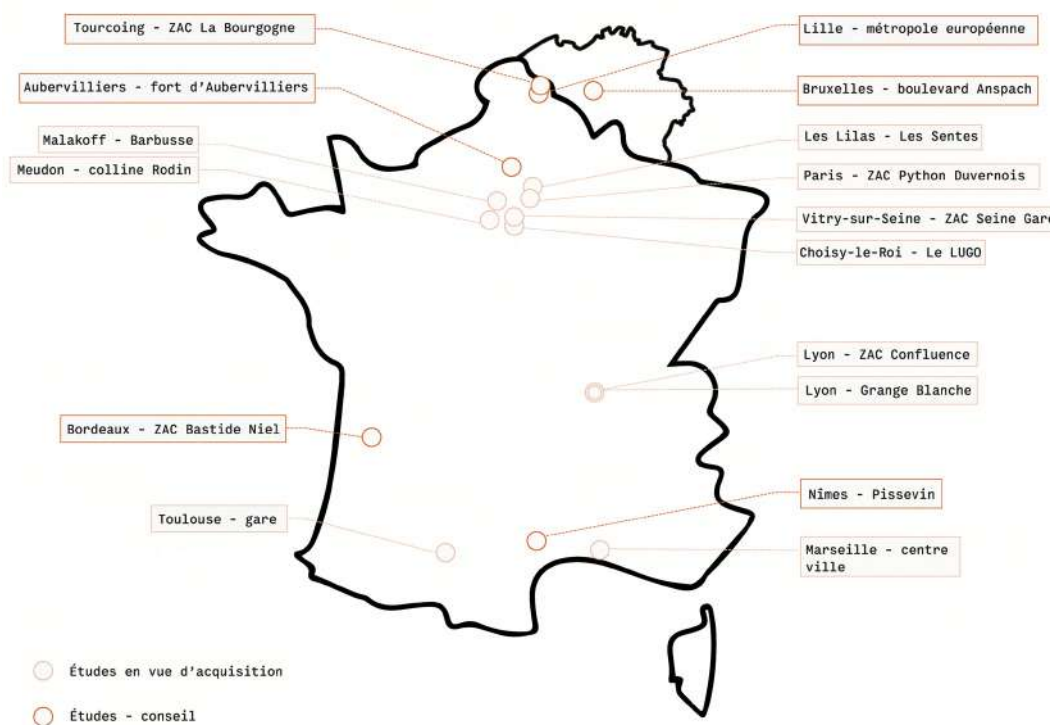 Tourcoing - ZAC La Bourgogne
Lille - métropole européenne
Aubervilliers - fort d'Aubervilliers
Bruxelles - boulevard Anspach
Malakoff - Barbusse
Les Lilas - Les Sentes
Meudon - colline Rodin
Paris - ZAC Python Duvernois
Vitry-sur-Seine - ZAC Seine Gare
Choisy-le-Roi - Le LUGO
Lyon - ZAC Confluence
Lyon - Grange Blanche
Bordeaux - ZAC Bastide Niel
Nîmes - Pissevin
Toulouse - gare
Marseille - centre
ville
Études en vue d'acquisition
Études - conseil